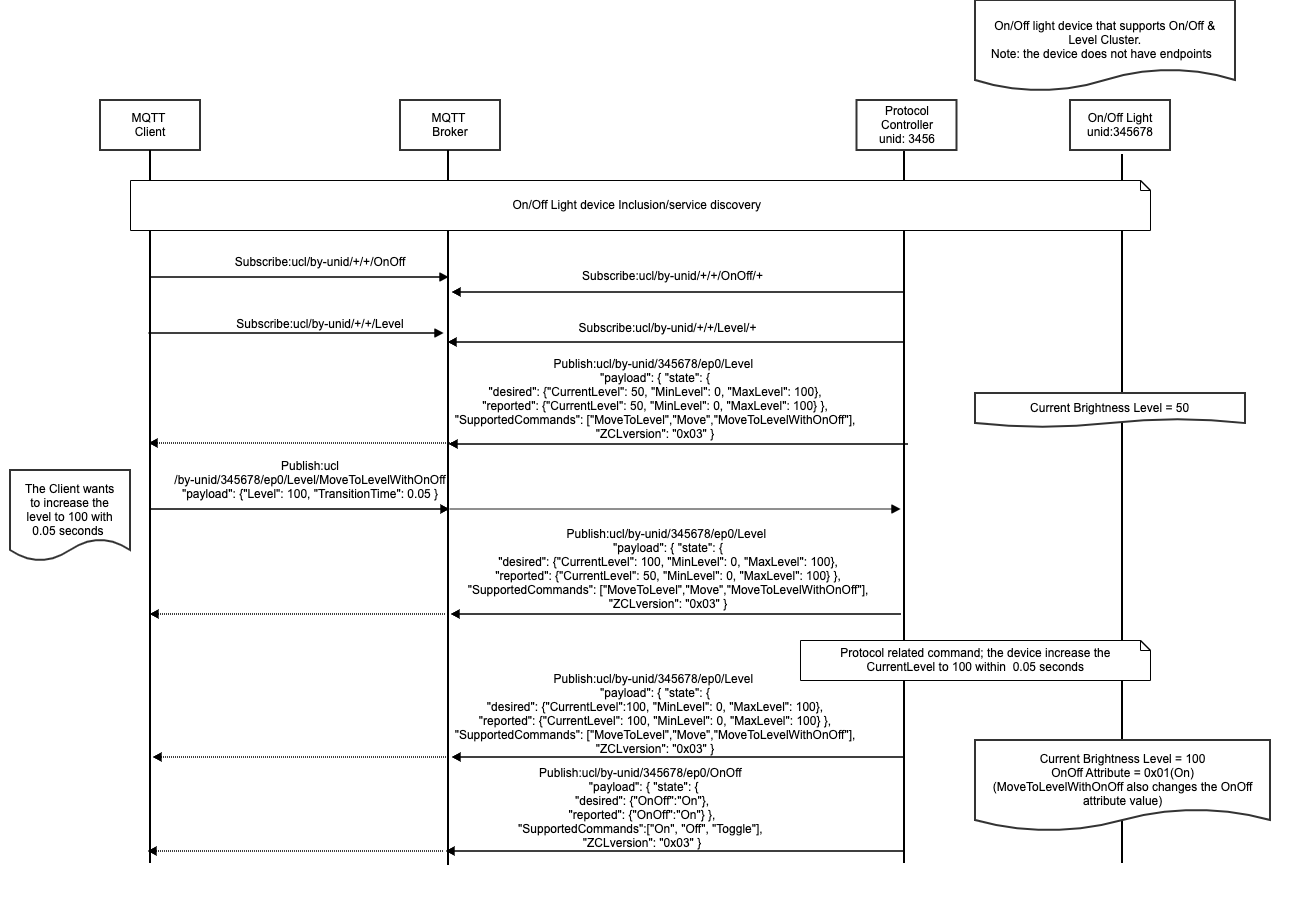 On/Off light device that supports On/Off &
Level Cluster.
Note: the device does not have endpoints
MQTT
Client
MQTT
Broker
Protocol
Controller
unid: 3456
On/Off Light
unid:345678
On/Off Light device Inclusion/service discovery
Subscribe:ucl/by-unid/+/+/OnOff
Subscribe:ucl/by-unid/+/+/OnOff/+
Subscribe:ucl/by-unid/+/+/Level
Subscribe:ucl/by-unid/+/+/Level/+
Publish:ucl/by-unid/345678/ep0/Level
"payload": { "state": {
"desired": {"CurrentLevel": 50, "MinLevel": 0, "MaxLevel": 100},
"reported": {"CurrentLevel": 50, "MinLevel": 0, "MaxLevel": 100} },
"SupportedCommands": ["MoveToLevel","Move","MoveToLevelWithOnOff"],
"ZCLversion": "0x03" }
Current Brightness Level = 50
The Client wants
to increase the
level to 100 with
0.05 seconds
Publish:ucl
/by-unid/345678/ep0/Level/MoveToLevelWithOnOff
"payload": {"Level": 100, "TransitionTime": 0.05 }
Publish:ucl/by-unid/345678/ep0/Level
"payload": { "state": {
"desired": {"CurrentLevel": 100, "MinLevel": 0, "MaxLevel": 100},
"reported": {"CurrentLevel": 50, "MinLevel": 0, "MaxLevel": 100} },
"SupportedCommands": ["MoveToLevel","Move","MoveToLevelWithOnOff"],
"ZCLversion": "0x03" }
Protocol related command; the device increase the
CurrentLevel to 100 within 0.05 seconds
Publish:ucl/by-unid/345678/ep0/Level
"payload": { "state": {
"desired": {"CurrentLevel":100, "MinLevel": 0, "MaxLevel": 100},
"reported": {"CurrentLevel": 100, "MinLevel": 0, "MaxLevel": 100} },
"SupportedCommands": ["MoveToLevel","Move","MoveToLevelWithOnOff"],
"ZCLversion": "0x03" }
Current Brightness Level = 100
OnOff Attribute = 0x01(On)
(MoveToLevelWithOnOff also changes the OnOff
attribute value)
Publish:ucl/by-unid/345678/ep0/OnOff
"payload": { "state": {
"desired": {"OnOff":"On"},
"reported": {"OnOff":"On"} },
"SupportedCommands":["On", "Off", "Toggle"],
"ZCLversion": "0x03" }